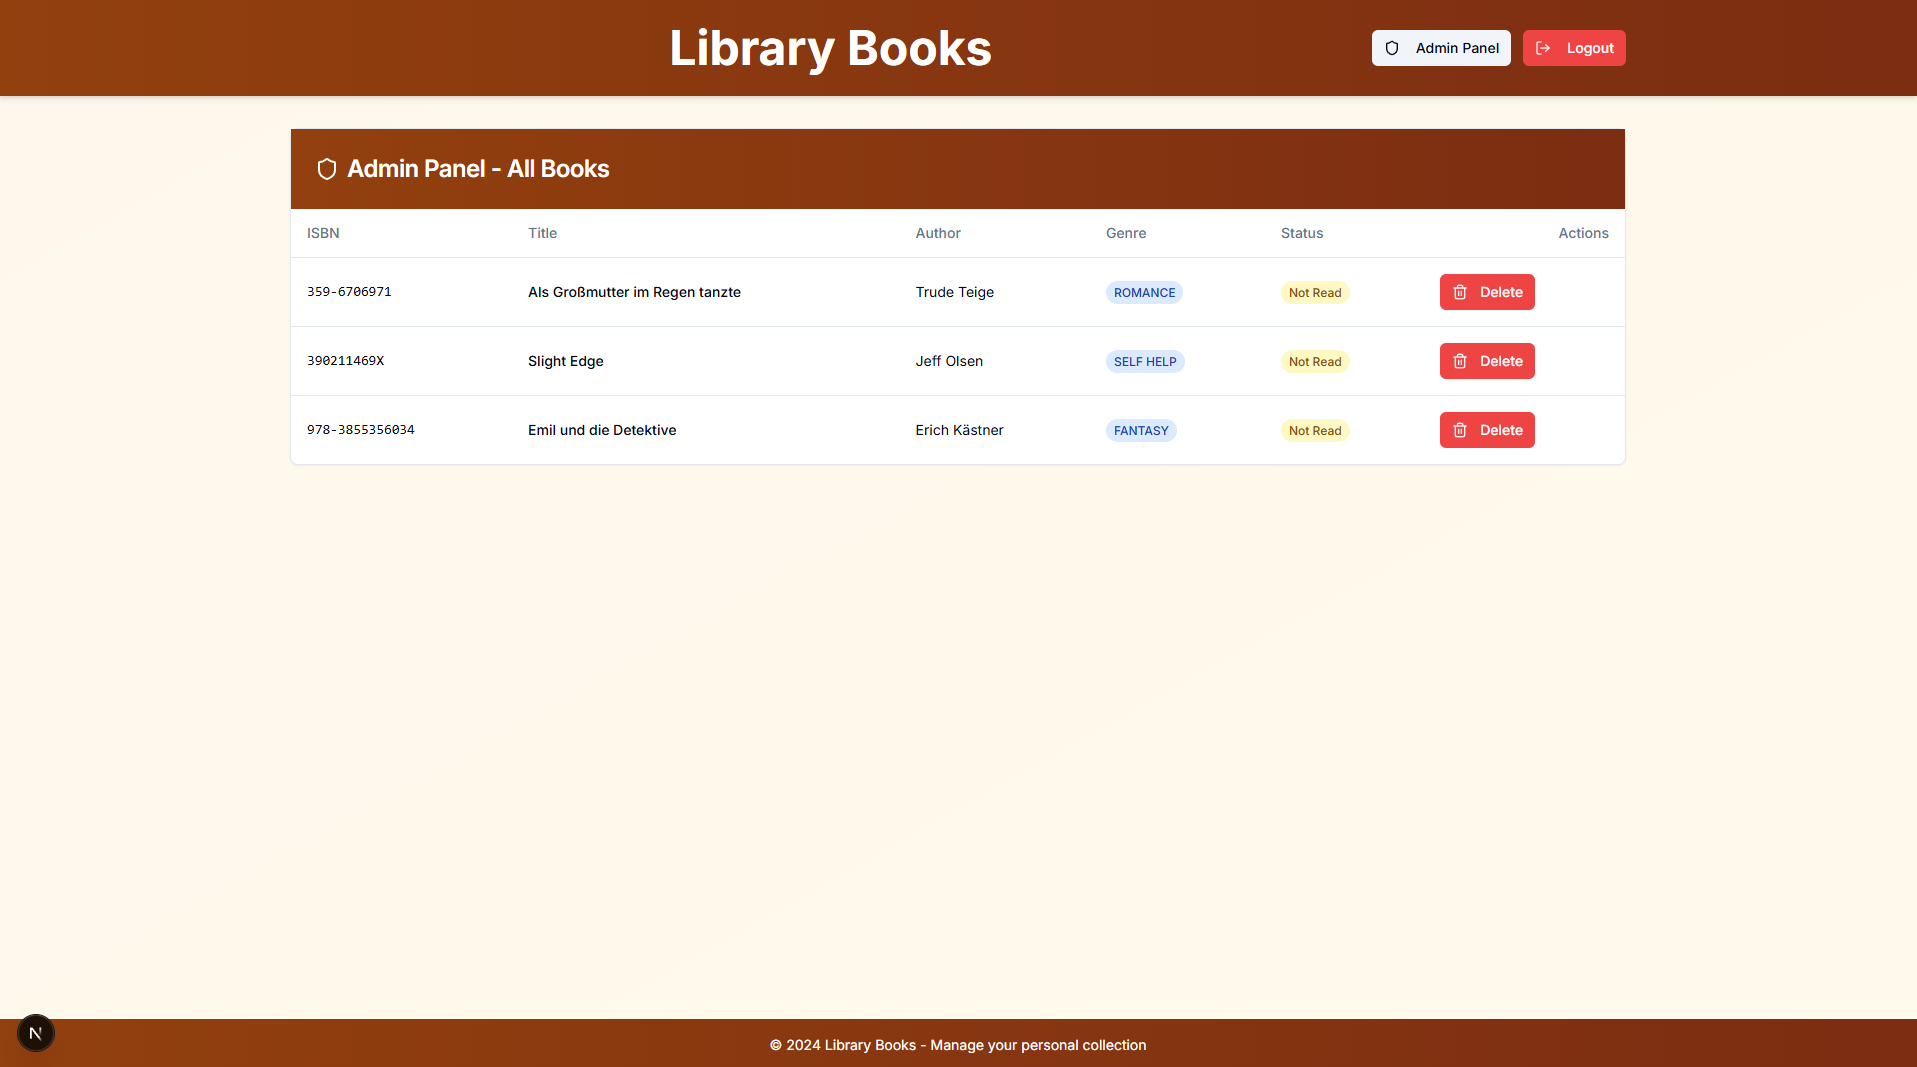 Library Books
Admin Panel
Logout
Admin Panel - All Books
ISBN Title Author Genre Status Actions
359-6706971 Als Großmutter im Regen tanzte Trude Teige ROMANCE Not Read Delete
390211469X Slight Edge Jeff Olsen SELF HELP Not Read Delete
978-3855356034 Emil und die Detektive Erich Kästner FANTASY Not Read Delete
N
© 2024 Library Books - Manage your personal collection